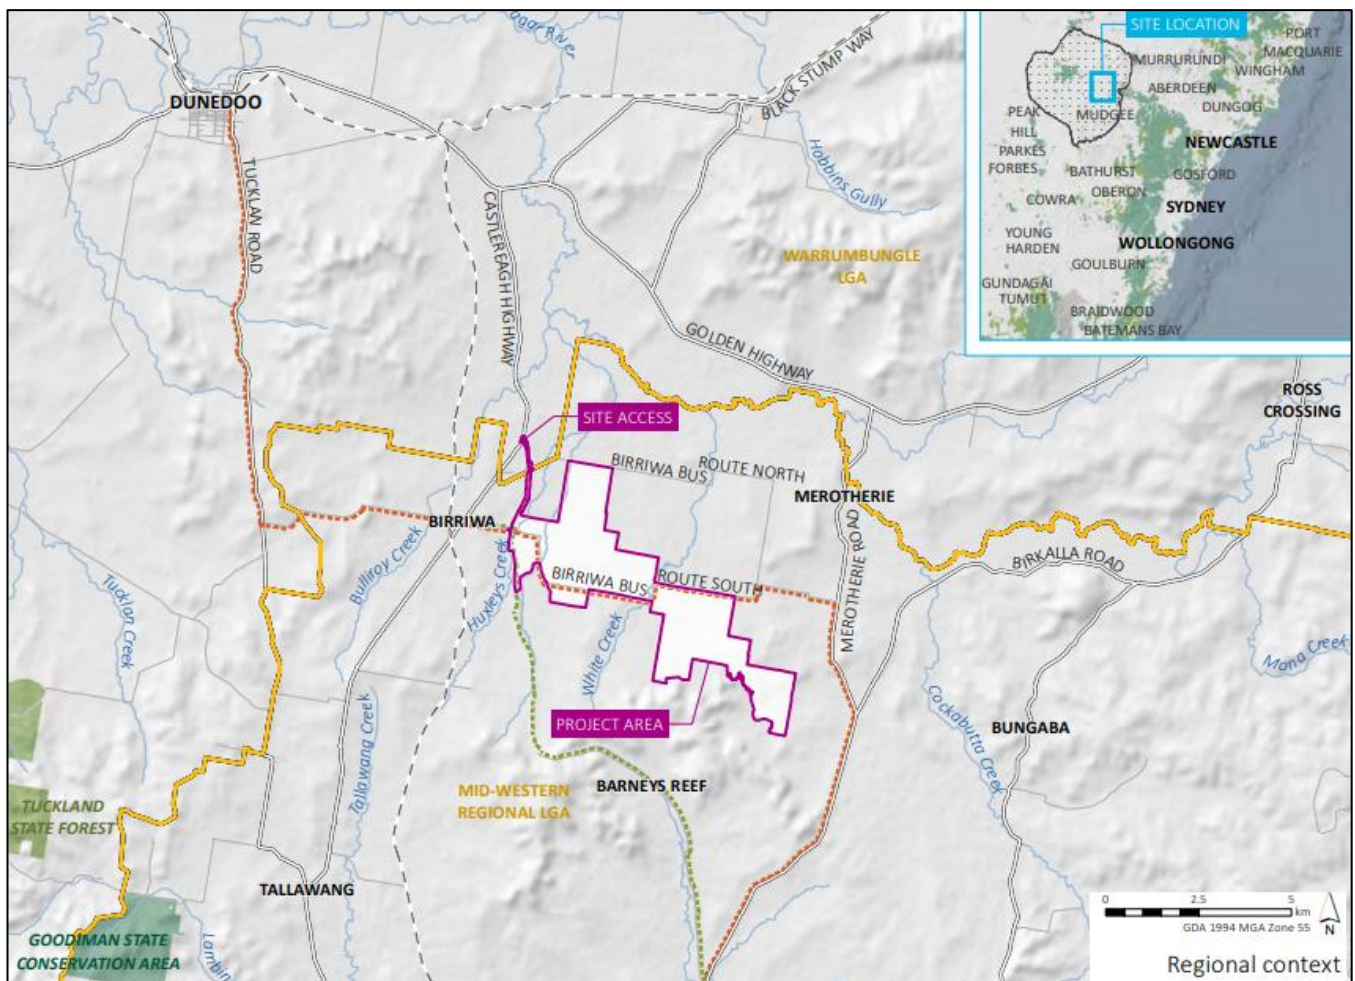 SITE LOCATION
PORT
MACQUARIE
MURRURUNDI
WINGHAM
ABERDEEN
DUNGOG
PEAK
HILL
MUDGEE
PARKES
NEWCASTLE
FORBES
BATHURST
GOSFORD
OBERON
COWRA
SYDNEY
YOUNG
HARDEN
WOLLONGONG
GOULBURN
GUNDAGAI
TUMUT
BRAIDWOOD
BATEMANS BAY
River
BLACK STUMP WAY
DUNEDOO
TUCKLAN ROAD
CASTLEREAGH HIGHWAY
Hobbins Gully
WARRUMBUNGLE
LGA
GOLDEN HIGHWAY
ROSS
CROSSING
SITE ACCESS
BIRRIWA BUS
ROUTE NORTH
MEROTHERIE
BIRRIWA
MEROTHERIE ROAD
BIRKALLA ROAD
Bulliroy Creek
Huxleys Creek
BIRRIWA BUS
ROUTE SOUTH
Tucklan Creek
White Creek
Mana Creek
Cockabutta Creek
PROJECT AREA
BUNGABA
Tallawang Creek
MID-WESTERN
REGIONAL LGA
BARNEYS REEF
TUCKLAND
STATE FOREST
TALLAWANG
GOODIMAN STATE
CONSERVATION AREA
0 2.5 5
km
GDA 1994 MGA Zone 55
N
Regional context